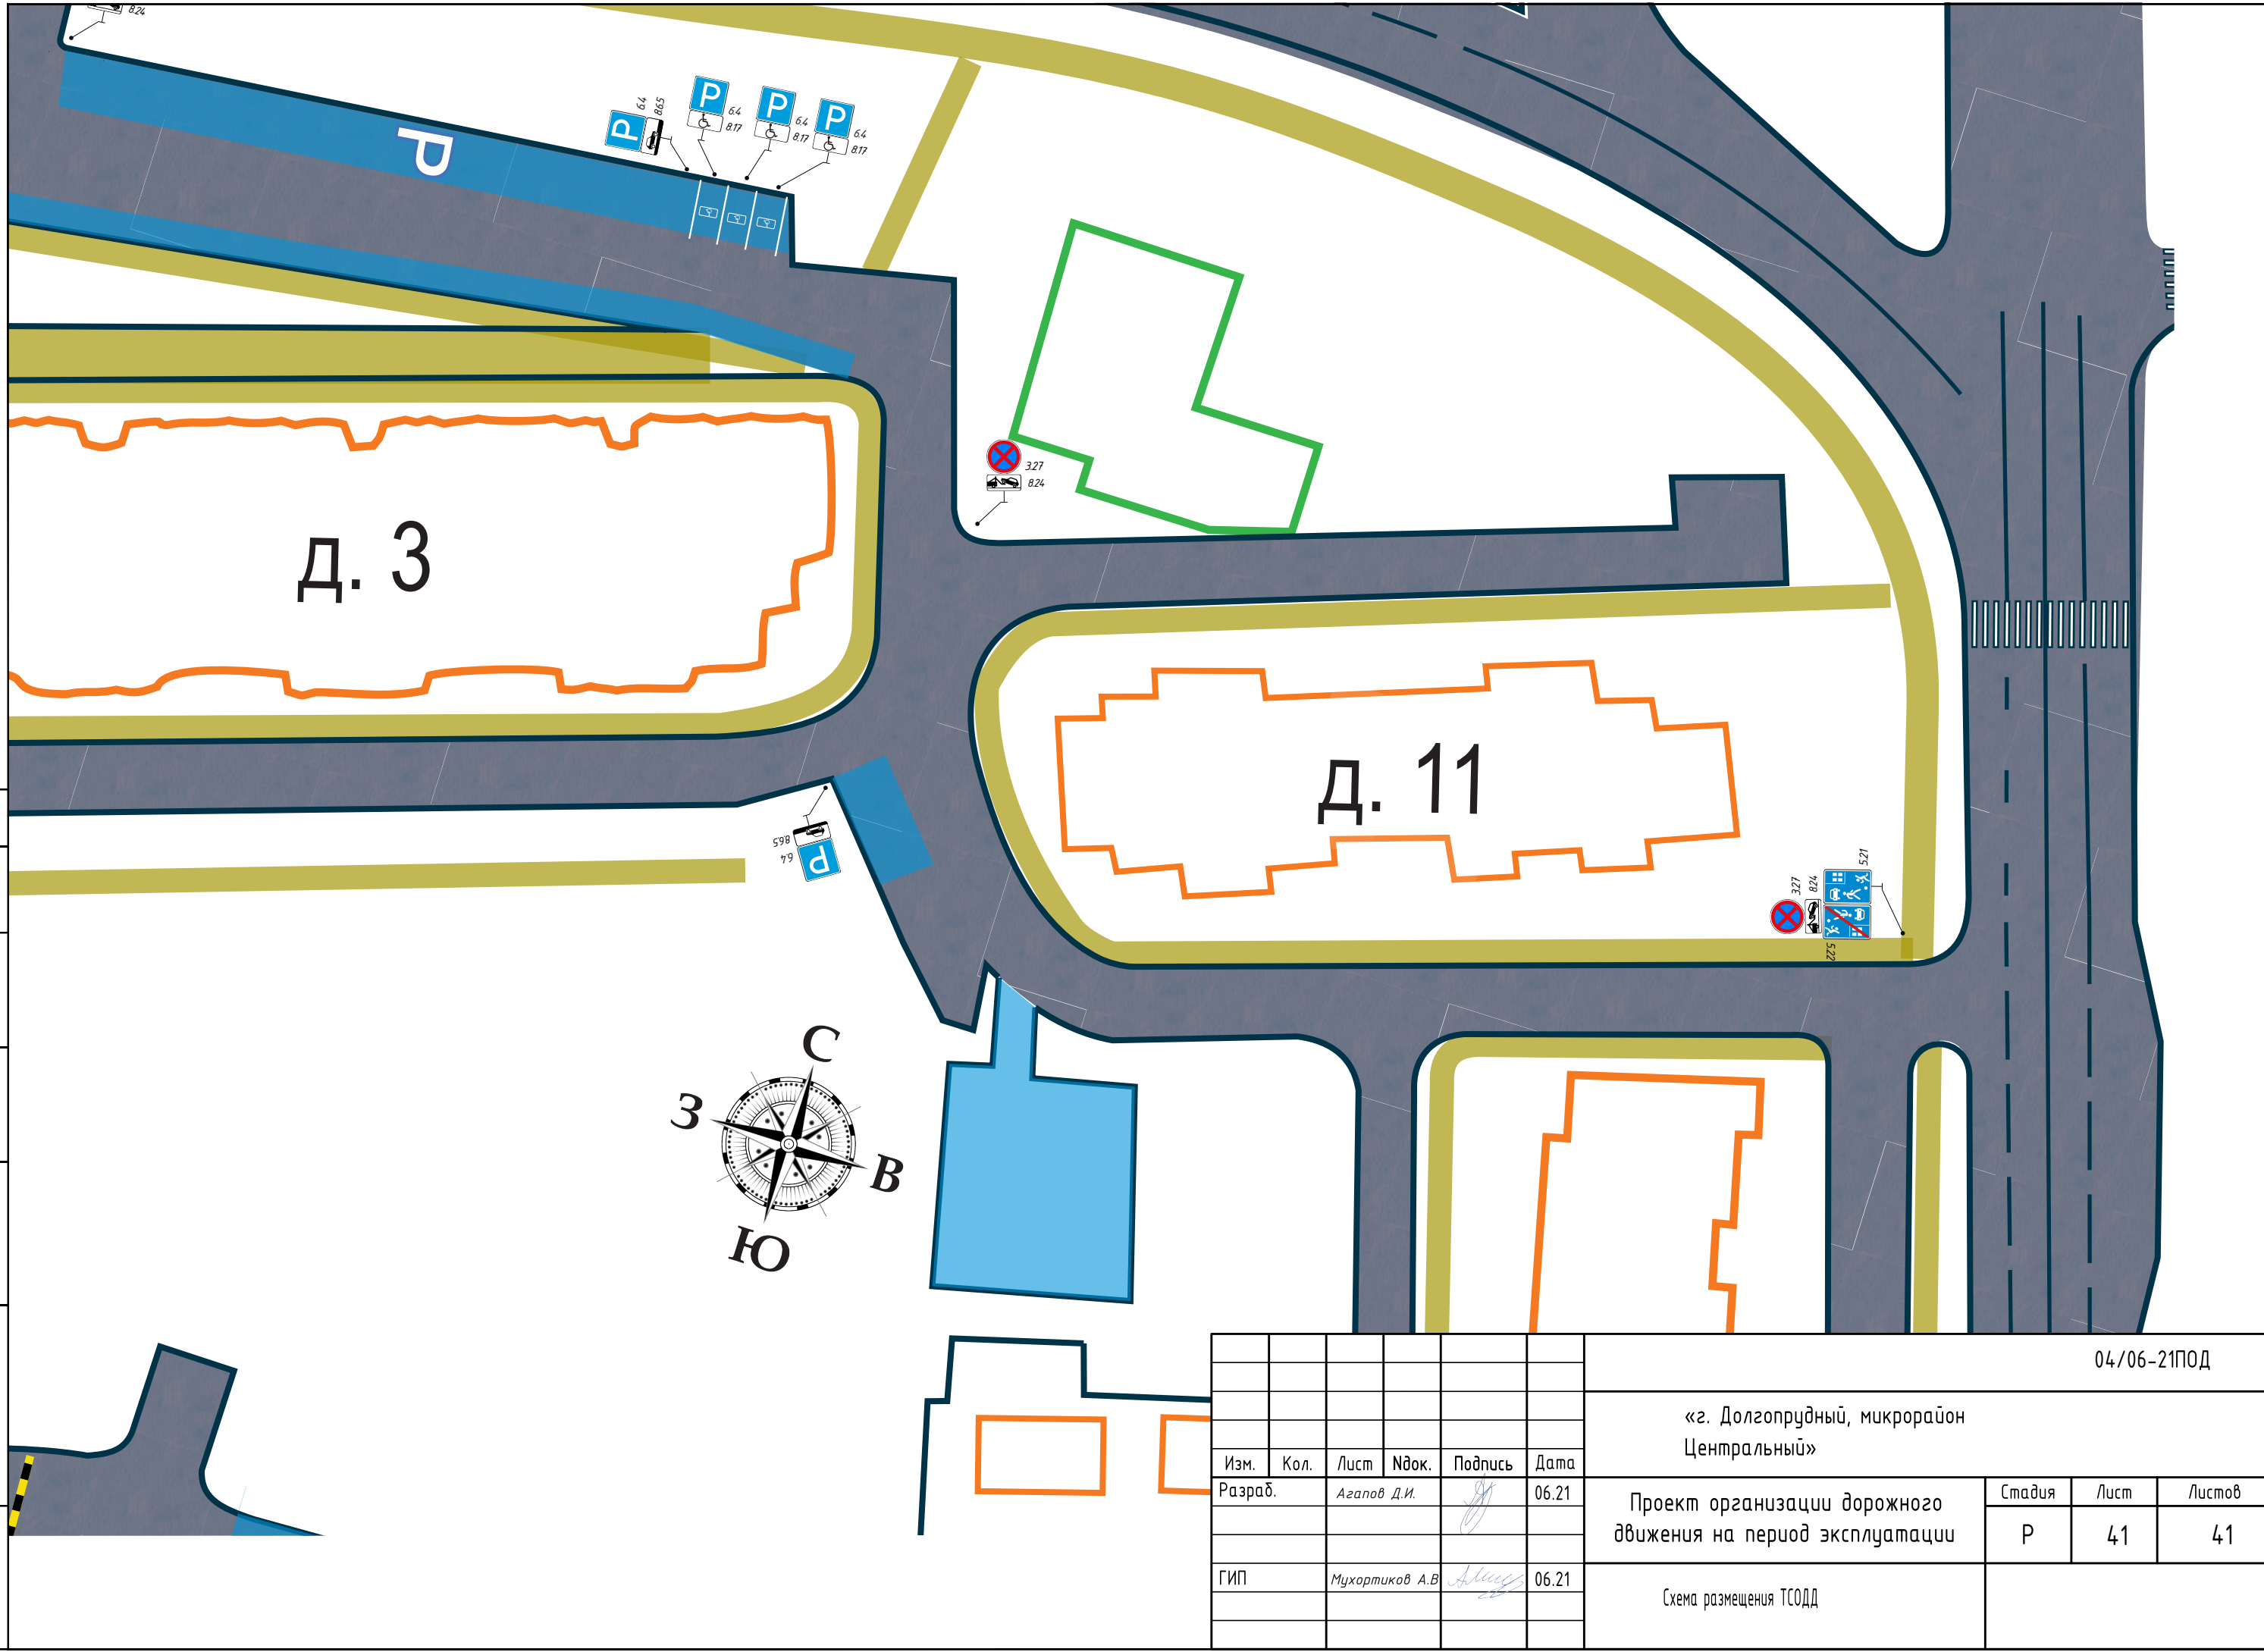 8.24
6.4
8.6.5
P
P
6.4
8.17
P
6.4
8.17
P
6.4
8.17
P
3.27
8.24
д. 3
д. 11
8.6.5
6.4
P
3.27
8.24
5.21
5.22
С
З
В
Ю
04/06-21ПОД
«г. Долгопрудный, микрорайон
Центральный»
Изм. Кол. Лист Nдок. Подпись Дата
Разраб. Агапов Д.И. 06.21
Проект организации дорожного
движения на период эксплуатации
Стадия Лист Листов
Р 41 41
ГИП Мухортиков А.В 06.21
Схема размещения ТСОДД